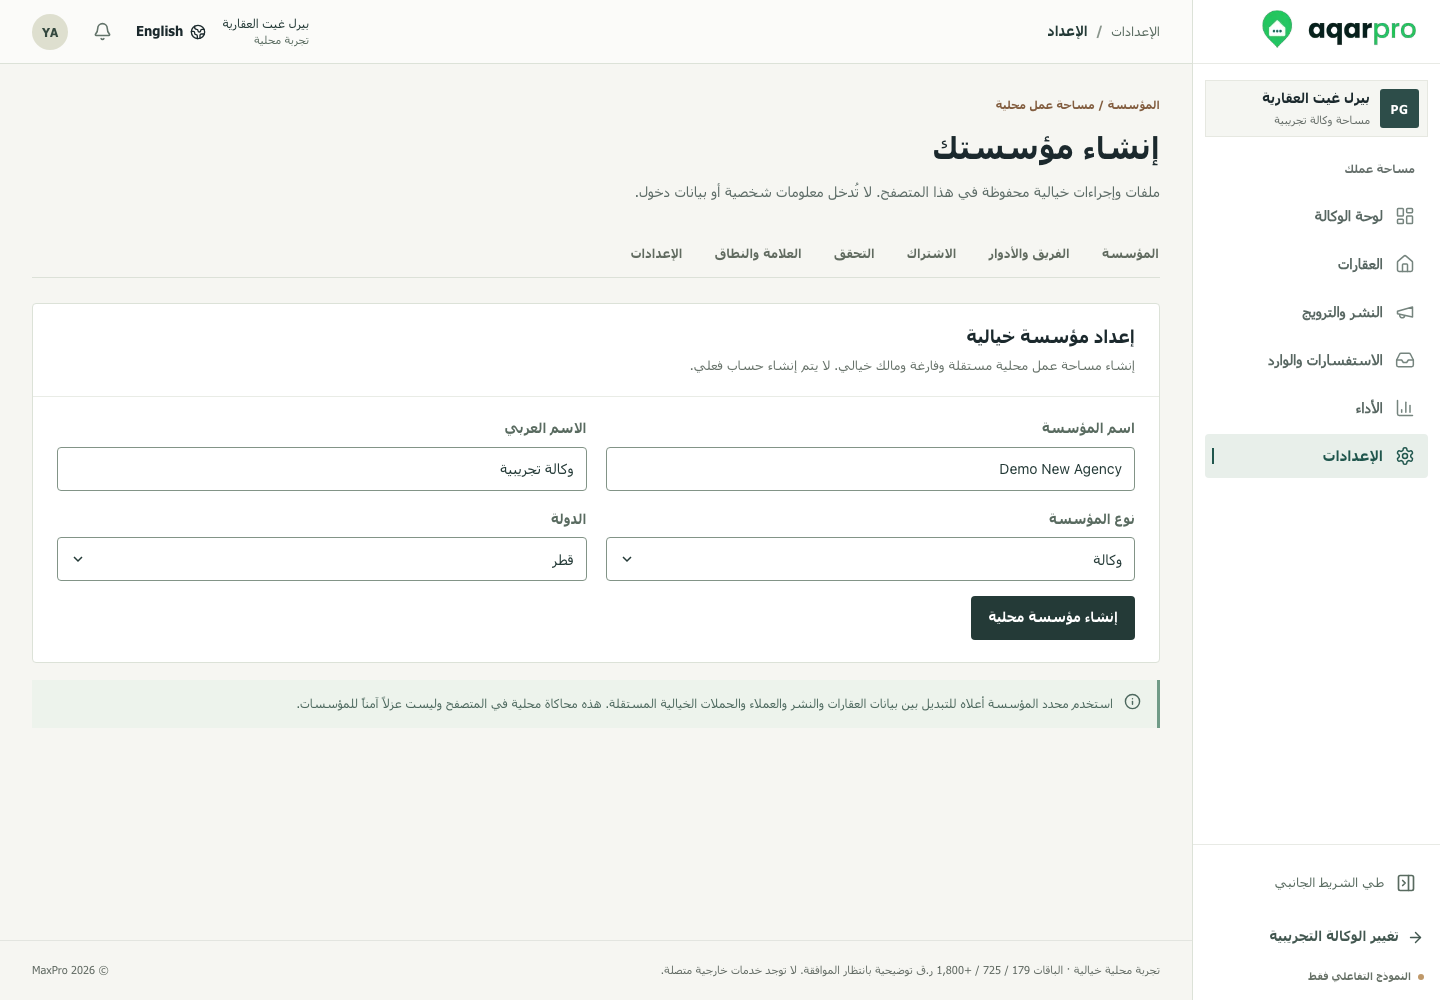 aqarpro
PG
بيرل غيت العقارية
مساحة وكالة تجريبية
مساحة عملك
لوحة الوكالة
العقارات
النشر والترويج
الاستفسارات والوارد
الأداء
الإعدادات
طي الشريط الجانبي
تغيير الوكالة التجريبية
النموذج التفاعلي فقط
الإعدادات / الإعداد
بيرل غيت العقارية
تجربة محلية
English
YA
المؤسسة / مساحة عمل محلية
إنشاء مؤسستك
ملفات وإجراءات خيالية محفوظة في هذا المتصفح. لا تُدخل معلومات شخصية أو بيانات دخول.
المؤسسة الفريق والأدوار الاشتراك التحقق العلامة والنطاق الإعدادات
إعداد مؤسسة خيالية
إنشاء مساحة عمل محلية مستقلة وفارغة ومالك خيالي. لا يتم إنشاء حساب فعلي.
اسم المؤسسة
Demo New Agency
الاسم العربي
وكالة تجريبية
نوع المؤسسة
وكالة
الدولة
قطر
إنشاء مؤسسة محلية
استخدم محدد المؤسسة أعلاه للتبديل بين بيانات العقارات والنشر والعملاء والحملات الخيالية المستقلة. هذه محاكاة محلية في المتصفح وليست عزلاً آمناً للمؤسسات.
تجربة محلية خيالية · الباقات 179 / 725 / +1,800 ر.ق توضيحية بانتظار الموافقة. لا توجد خدمات خارجية متصلة.
© 2026 MaxPro